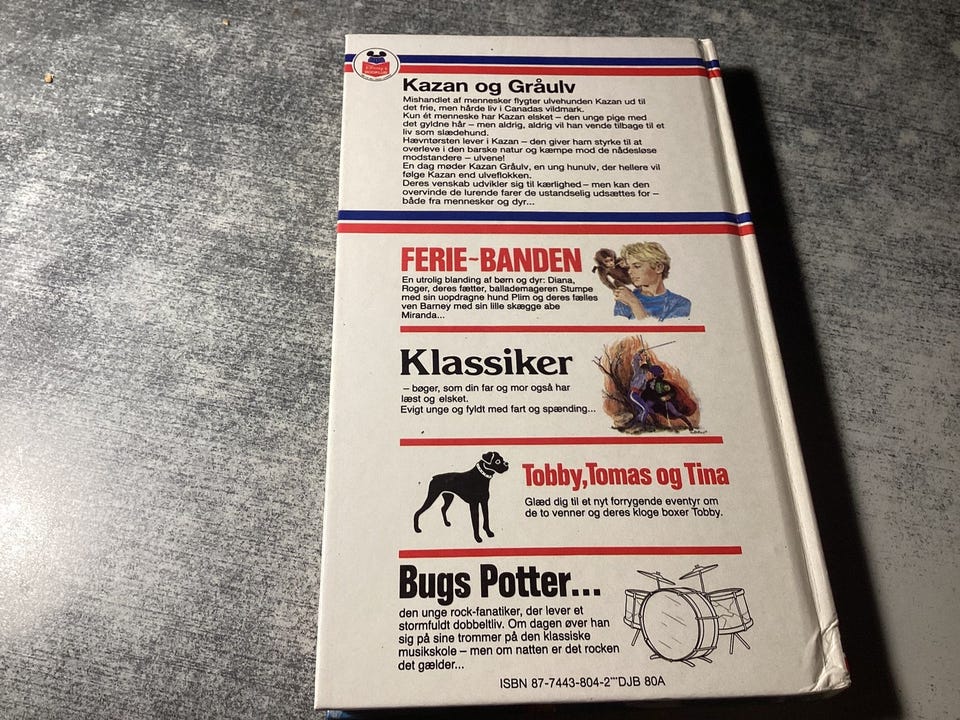 Kazan og Gråulv
Mishandlet af mennesker flygter ulvehunden Kazan ud til
det frie, men hårde liv i Canadas vildmark.
Kun ét menneske har Kazan elsket – den unge pige med
det gyldne hår – men aldrig, aldrig vil han vende tilbage til et
liv som slædehund.
Hævntørsten lever i Kazan – den giver ham styrke til at
overleve i den barske natur og kæmpe mod de nådesløse
modstandere – ulvene!
En dag møder Kazan Gråulv, en ung hunulv, der hellere vil
følge Kazan end ulveflokken.
Deres venskab udvikler sig til kærlighed – men kan den
overvinde de lurende farer de ustandselig udsættes for –
både fra mennesker og dyr...
FERIE-BANDEN
En utrolig blanding af børn og dyr: Diana,
Roger, deres fætter, ballademageren Stumpe
med sin uopdragne hund Plim og deres fælles
ven Barney med sin lille skægge abe
Miranda...
Klassiker
– bøger, som din far og mor også har
læst og elsket.
Evigt unge og fyldt med fart og spænding...
Tobby, Tomas og Tina
Glæd dig til et nyt forrygende eventyr om
de to venner og deres kloge boxer Tobby.
Bugs Potter...
den unge rock-fanatiker, der lever et
stormfuldt dobbeltliv. Om dagen øver han
sig på sine trommer på den klassiske
musikskole – men om natten er det rocken
det gælder...
ISBN 87-7443-804-2***DJB 80A